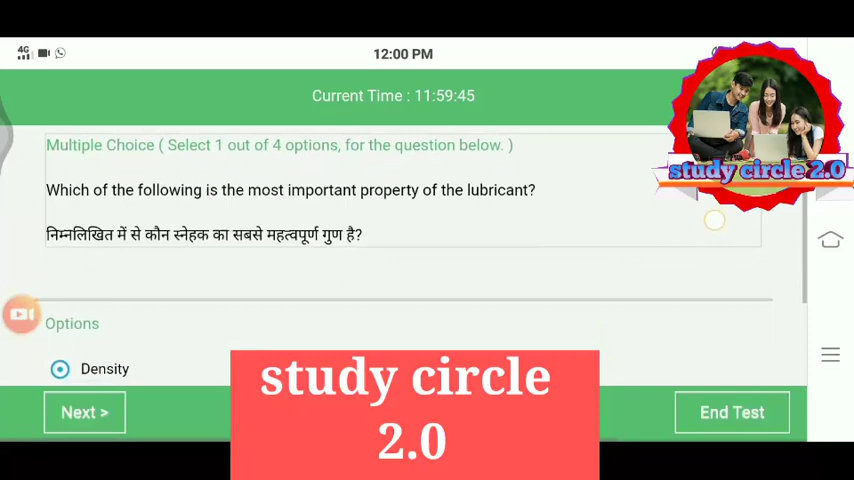 4G
12:00 PM
Current Time : 11:59:45
Multiple Choice ( Select 1 out of 4 options, for the question below. )
Which of the following is the most important property of the lubricant?
निम्नलिखित में से कौन स्नेहक का सबसे महत्वपूर्ण गुण है?
study circle 2.0
Options
Density
study circle
2.0
Next >
End Test